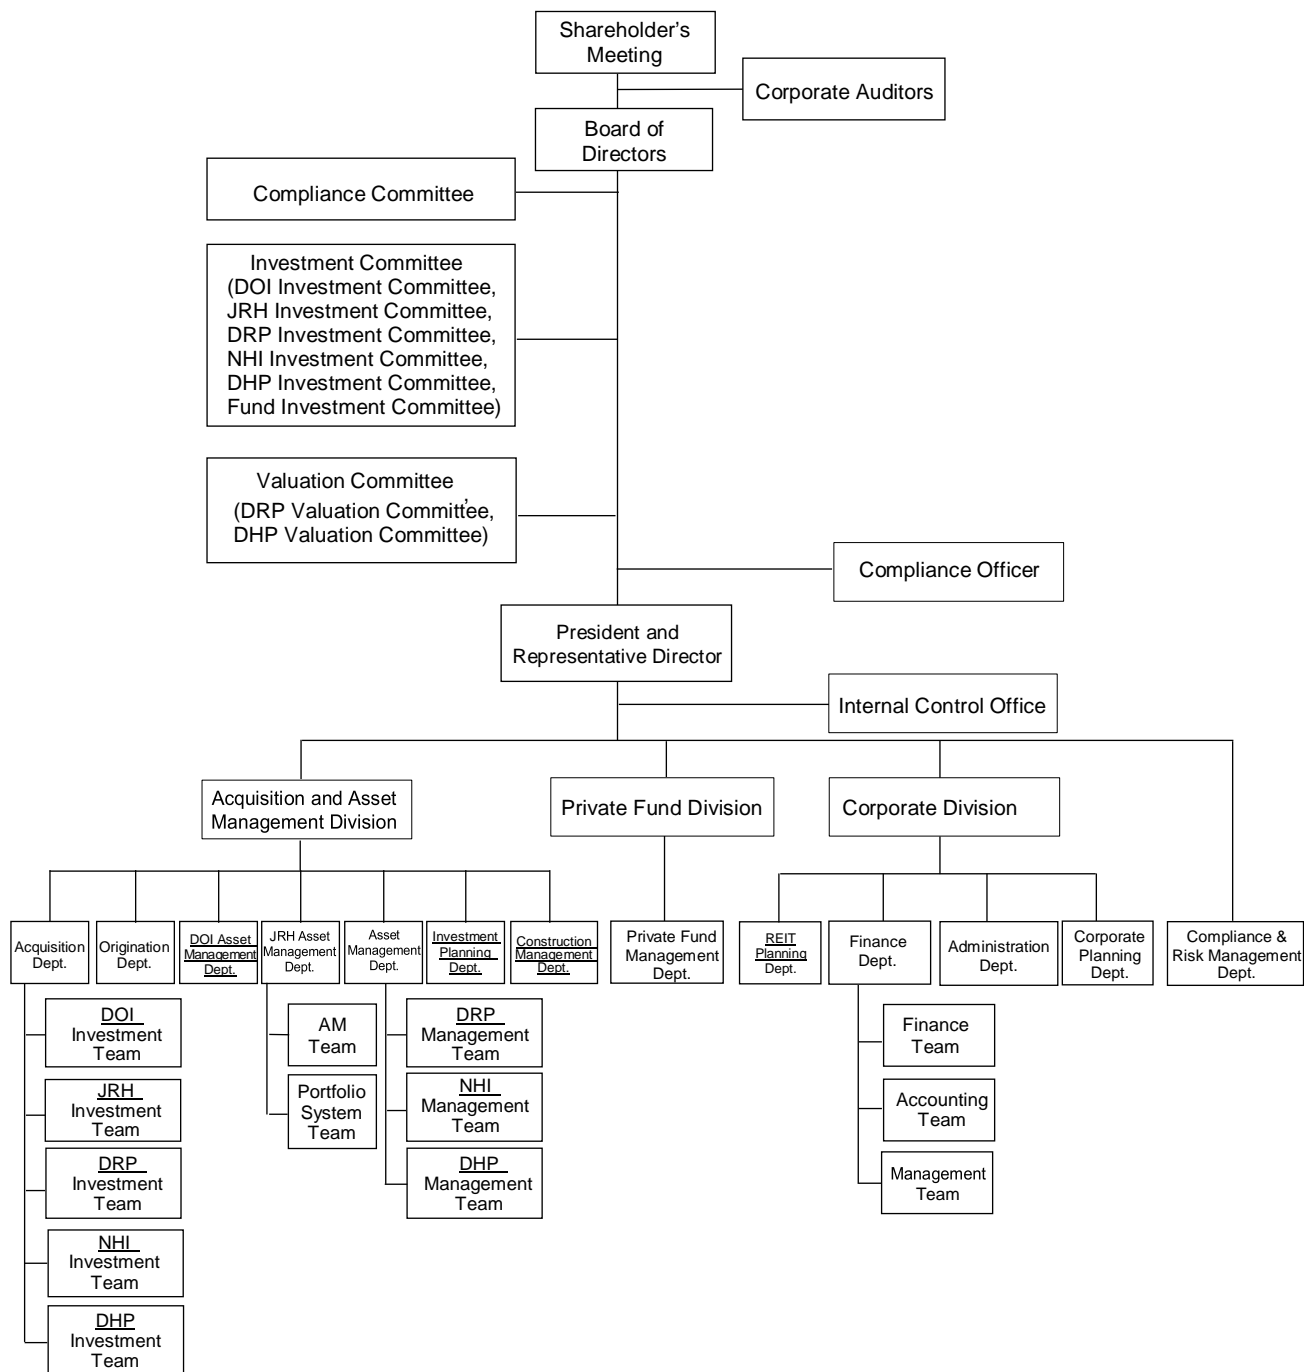 Shareholder's
Meeting
Corporate Auditors
Board of
Directors
Compliance Committee
Investment Committee
(DOI Investment Committee,
JRH Investment Committee,
DRP Investment Committee,
NHI Investment Committee,
DHP Investment Committee,
Fund Investment Committee)
Valuation Committee
(DRP Valuation Committee,
DHP Valuation Committee)
Compliance Officer
President and
Representative Director
Internal Control Office
Acquisition and Asset
Management Division
Private Fund Division
Corporate Division
Acquisition
Dept.
Origination
Dept.
DOI Asset
Management
Dept.
JRH Asset
Management
Dept.
Asset
Management
Dept.
Investment
Planning
Dept.
Construction
Management
Dept.
Private Fund
Management
Dept.
REIT
Planning
Dept.
Finance
Dept.
Administration
Dept.
Corporate
Planning
Dept.
Compliance &
Risk Management
Dept.
DOI
Investment
Team
JRH
Investment
Team
DRP
Investment
Team
NHI
Investment
Team
DHP
Investment
Team
AM
Team
Portfolio
System
Team
DRP
Management
Team
NHI
Management
Team
DHP
Management
Team
Finance
Team
Accounting
Team
Management
Team